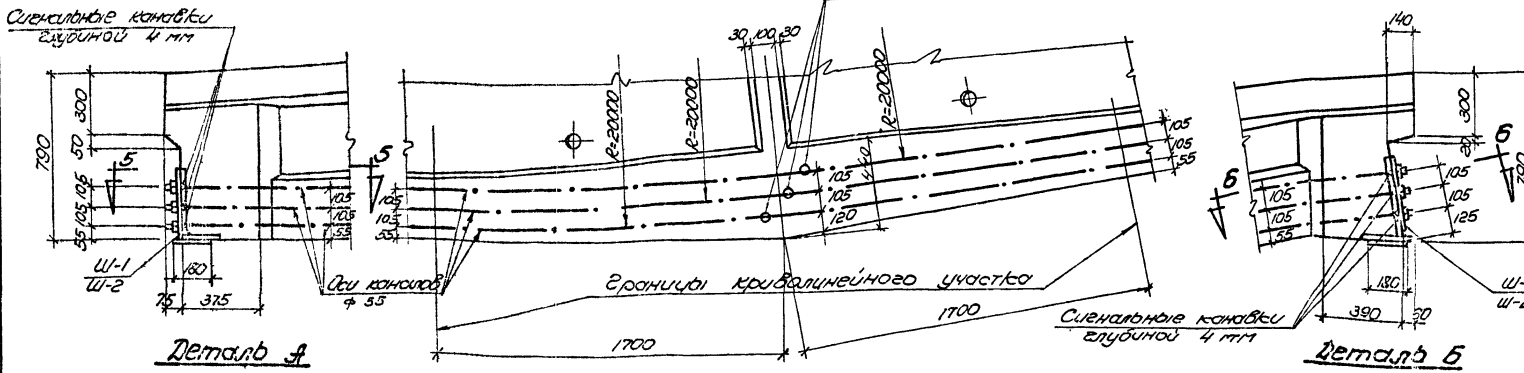 Сигнальные канавки
глубиной 4 мм
790
300
50
105
105
55
5
5
Ш-1
Ш-2
180
75
375
105
105
55
Оси каналов
φ 55
Деталь А
105
105
55
30 100 30
R=20000
R=20000
R=20000
440
105
105
120
105
105
55
Границы криволинейного участка
1700
1700
140
300
6
6
105
105
55
105
105
125
180
390
Сигнальные канавки
глубиной 4 мм
Деталь Б